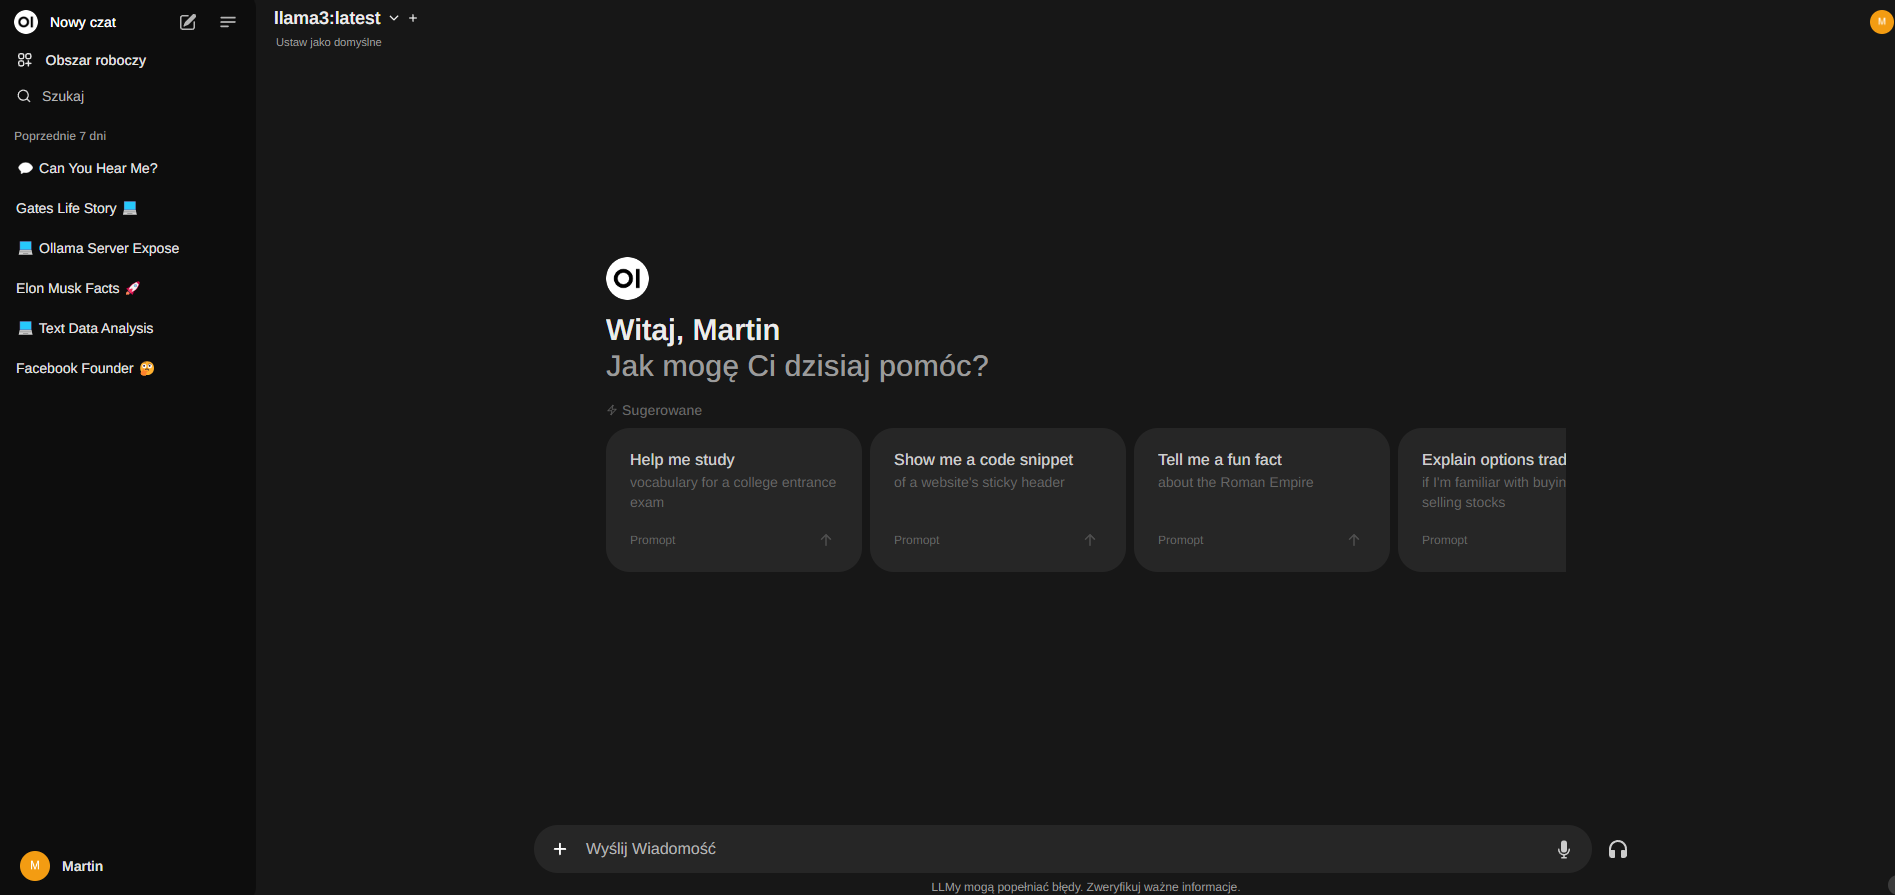 OI Nowy czat
Obszar roboczy
Szukaj
Poprzednie 7 dni
Can You Hear Me?
Gates Life Story
Ollama Server Expose
Elon Musk Facts
Text Data Analysis
Facebook Founder
M Martin
llama3:latest
Ustaw jako domyślne
M
OI
Witaj, Martin
Jak mogę Ci dzisiaj pomóc?
Sugerowane
Help me study
vocabulary for a college entrance
exam
Promopt
Show me a code snippet
of a website's sticky header
Promopt
Tell me a fun fact
about the Roman Empire
Promopt
Explain options trad
if I'm familiar with buyin
selling stocks
Promopt
Wyślij Wiadomość
LLMy mogą popełniać błędy. Zweryfikuj ważne informacje.